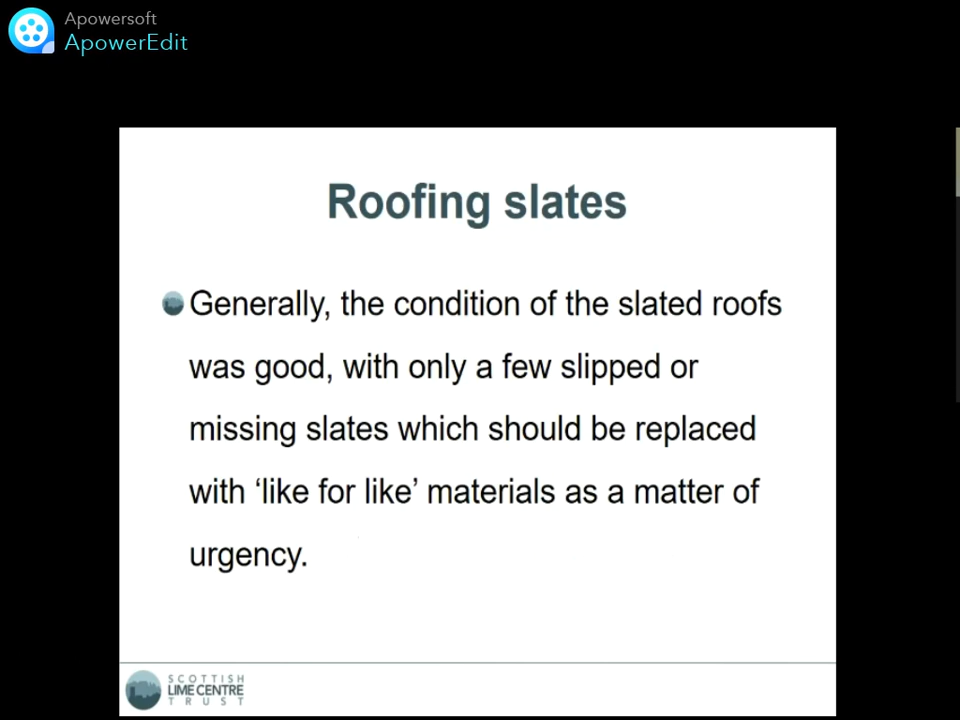 Apowersoft
ApowerEdit
Roofing slates
Generally, the condition of the slated roofs
was good, with only a few slipped or
missing slates which should be replaced
with ‘like for like’ materials as a matter of
urgency.
SCOTTISH
LIME CENTRE
TRUST